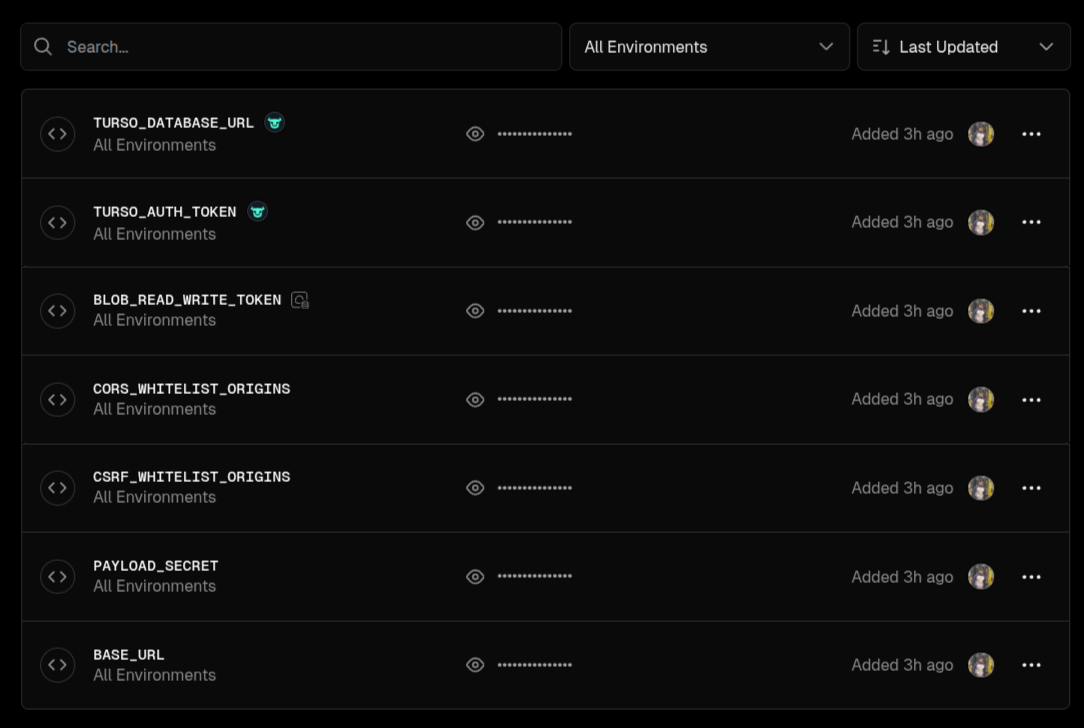 Search...
All Environments
Last Updated
TURSO_DATABASE_URL
All Environments
•••••••••••••••
Added 3h ago
TURSO_AUTH_TOKEN
All Environments
•••••••••••••••
Added 3h ago
BLOB_READ_WRITE_TOKEN
All Environments
•••••••••••••••
Added 3h ago
CORS_WHITELIST_ORIGINS
All Environments
•••••••••••••••
Added 3h ago
CSRF_WHITELIST_ORIGINS
All Environments
•••••••••••••••
Added 3h ago
PAYLOAD_SECRET
All Environments
•••••••••••••••
Added 3h ago
BASE_URL
All Environments
•••••••••••••••
Added 3h ago